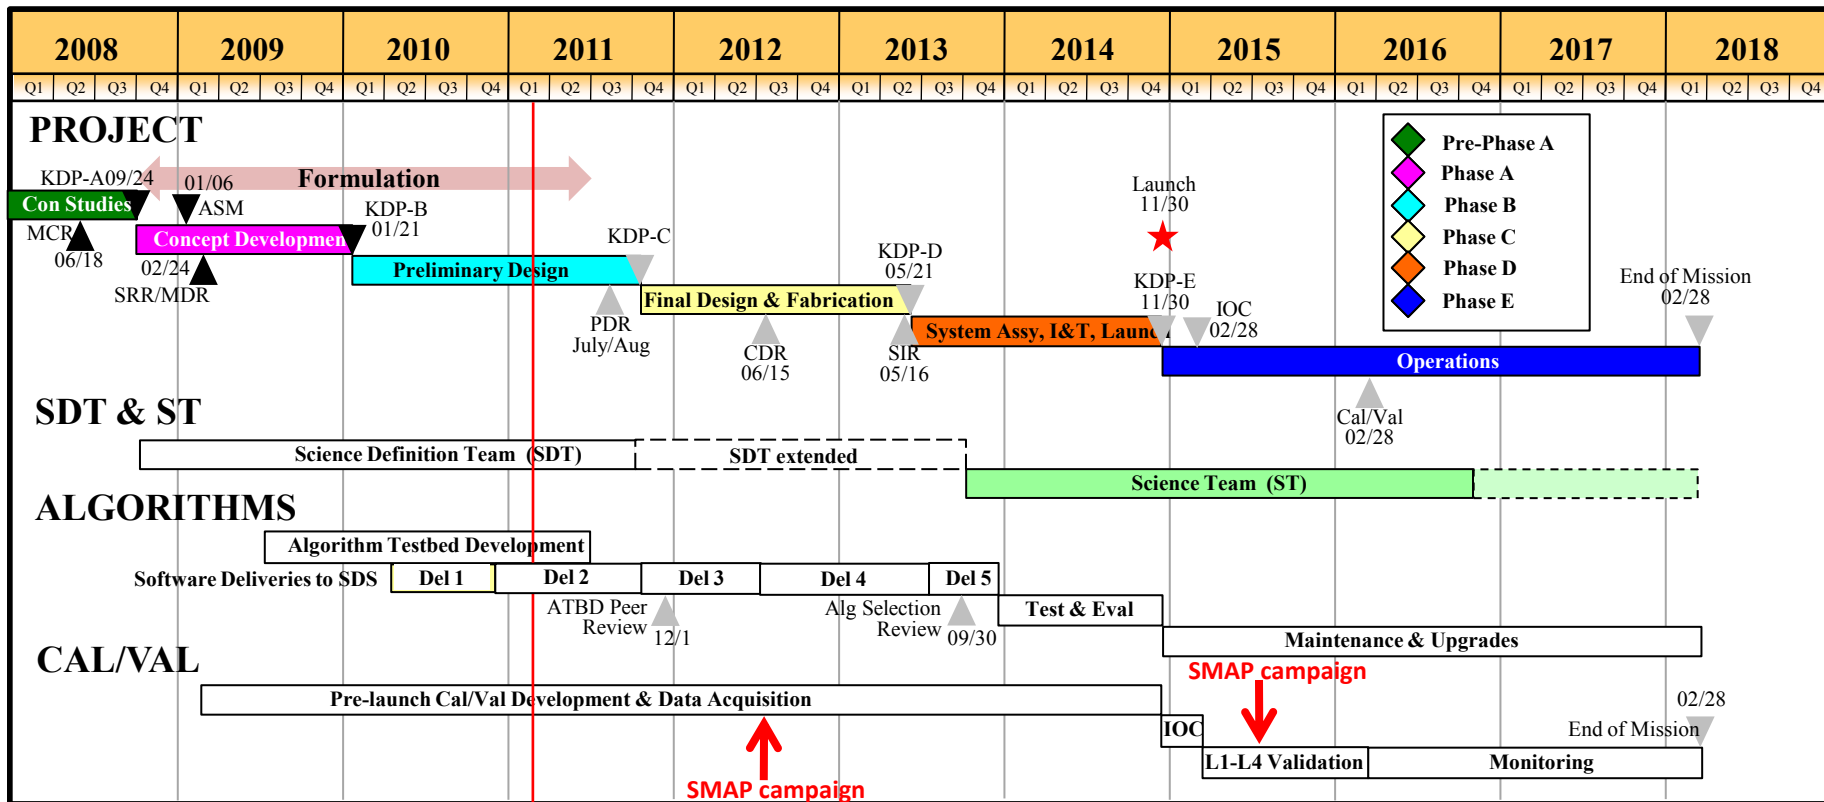 2008 2009 2010 2011 2012 2013 2014 2015 2016 2017 2018
Q1 Q2 Q3 Q4 Q1 Q2 Q3 Q4 Q1 Q2 Q3 Q4 Q1 Q2 Q3 Q4 Q1 Q2 Q3 Q4 Q1 Q2 Q3 Q4 Q1 Q2 Q3 Q4 Q1 Q2 Q3 Q4 Q1 Q2 Q3 Q4 Q1 Q2 Q3 Q4 Q1 Q2 Q3 Q4
PROJECT
Pre-Phase A
Phase A
Phase B
Phase C
Phase D
Phase E
Formulation
KDP-A09/24
01/06
ASM
Con Studies
MCR
06/18
KDP-B
01/21
Concept Developmen
02/24
SRR/MDR
KDP-C
Preliminary Design
PDR
July/Aug
KDP-D
05/21
Final Design & Fabrication
CDR
06/15
SIR
05/16
Launch
11/30
KDP-E
11/30
System Assy, I&T, Launc
IOC
02/28
End of Mission
02/28
Operations
Cal/Val
02/28
SDT & ST
Science Definition Team (SDT)
SDT extended
Science Team (ST)
ALGORITHMS
Algorithm Testbed Development
Software Deliveries to SDS
Del 1
Del 2
Del 3
Del 4
Del 5
ATBD Peer
Review
12/1
Alg Selection
Review
09/30
Test & Eval
Maintenance & Upgrades
CAL/VAL
SMAP campaign
Pre-launch Cal/Val Development & Data Acquisition
02/28
IOC
End of Mission
L1-L4 Validation
Monitoring
SMAP campaign